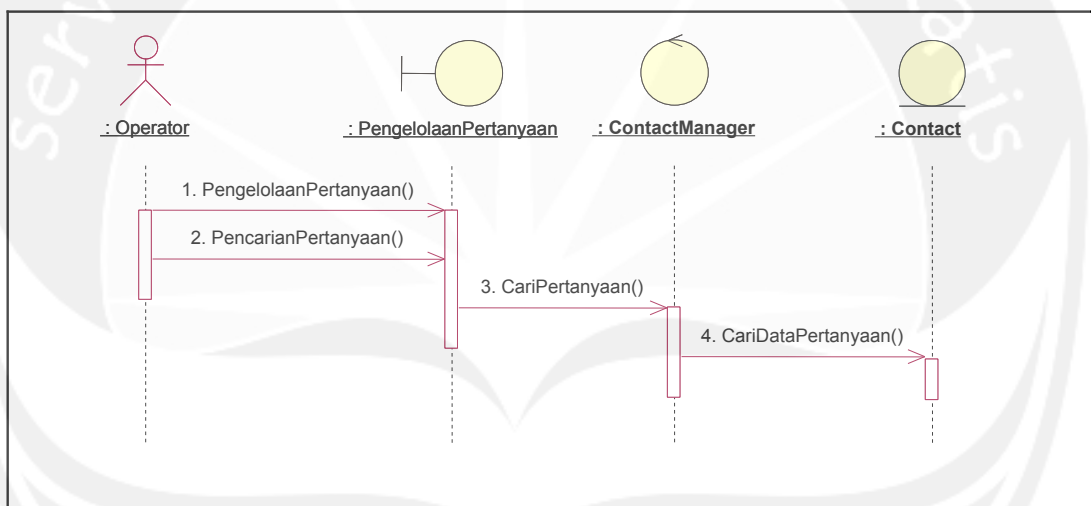 : Operator
: PengelolaanPertanyaan
: ContactManager
: Contact
1. PengelolaanPertanyaan()
2. PencarianPertanyaan()
3. CariPertanyaan()
4. CariDataPertanyaan()